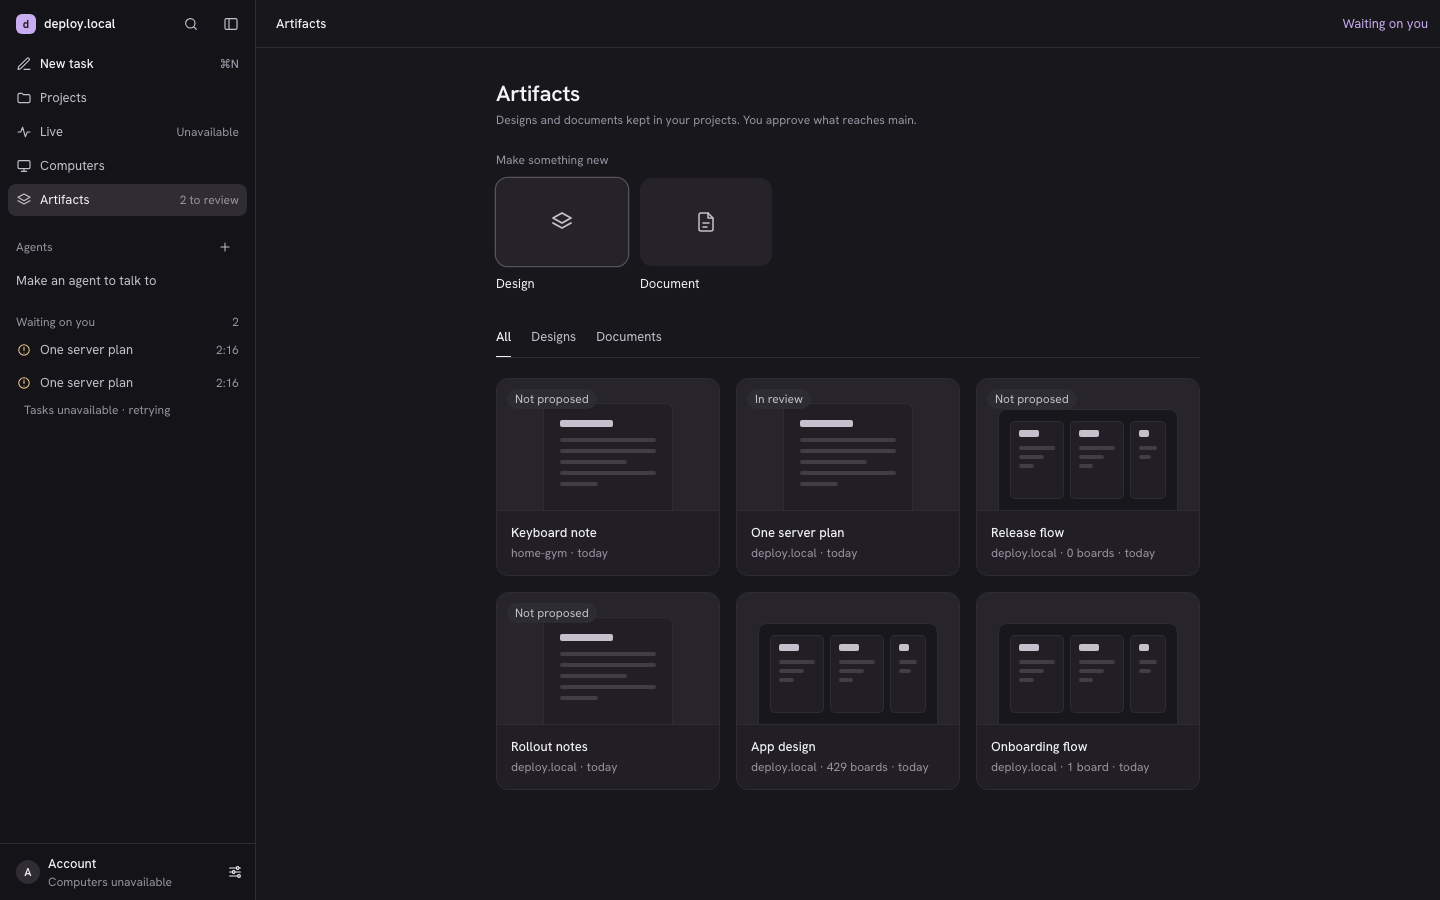 d deploy.local
New task ⌘N
Projects
Live Unavailable
Computers
Artifacts 2 to review
Agents
Make an agent to talk to
Waiting on you 2
One server plan 2:16
One server plan 2:16
Tasks unavailable · retrying
A
Account
Computers unavailable
Artifacts
Waiting on you
Artifacts
Designs and documents kept in your projects. You approve what reaches main.
Make something new
Design
Document
All Designs Documents
Not proposed
Keyboard note
home-gym · today
In review
One server plan
deploy.local · today
Not proposed
Release flow
deploy.local · 0 boards · today
Not proposed
Rollout notes
deploy.local · today
App design
deploy.local · 429 boards · today
Onboarding flow
deploy.local · 1 board · today